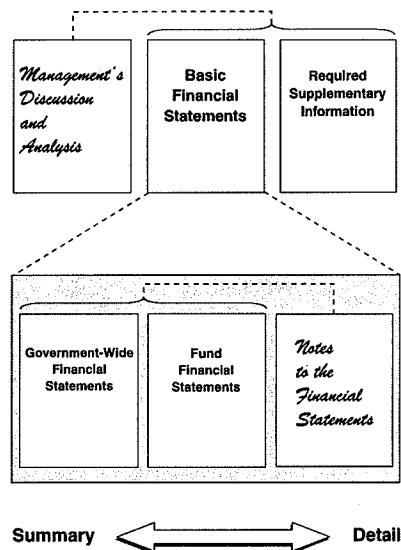 Management's
Discussion
and
Analysis
Basic
Financial
Statements
Required
Supplementary
Information
Government-Wide
Financial
Statements
Fund
Financial
Statements
Notes
to the
Financial
Statements
Summary
Detail